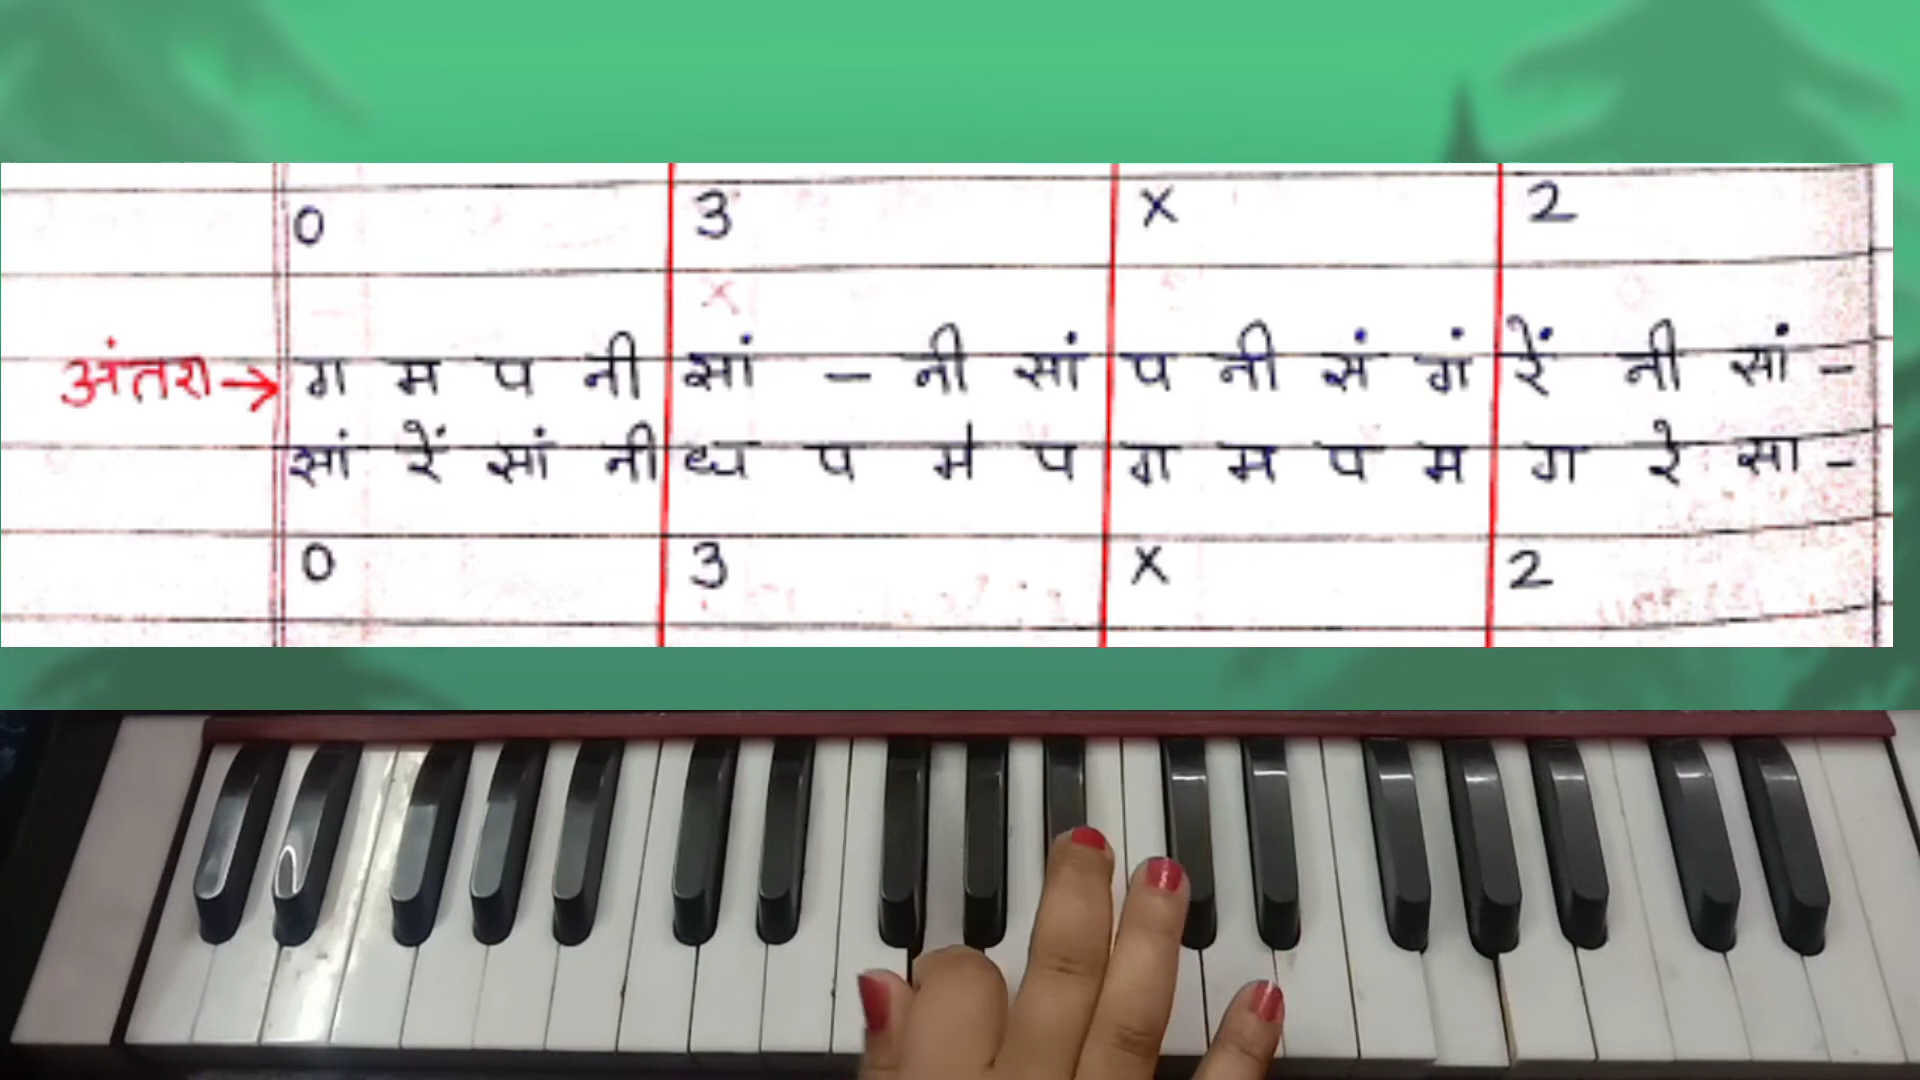 0 3 x 2
अंतरा→ ग म प नी सां – नी सां प नी सं गं रें नी सां –
सां रें सां नी ध प म॑ प ग म प म ग रे सा –
0 3 x 2